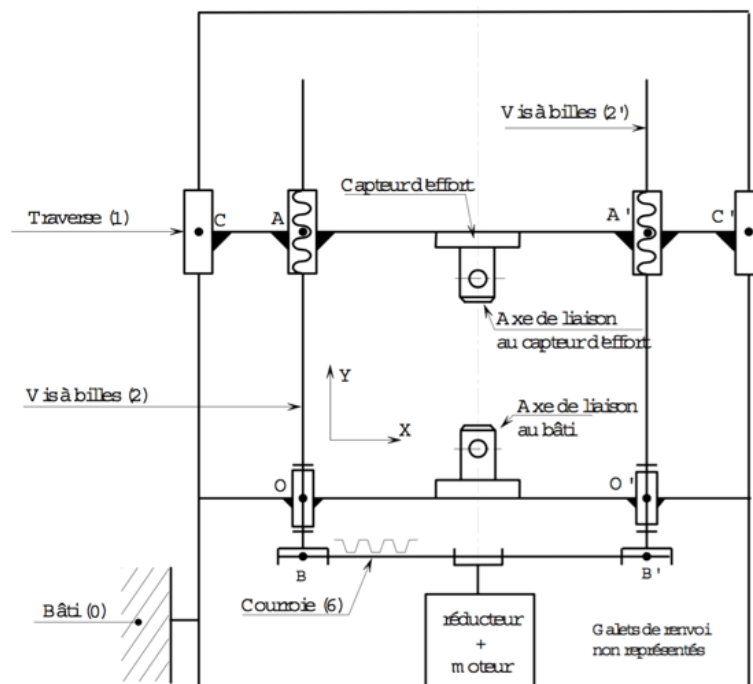 Vis à billes (2')
Capteur d'effort
Traverse (1)
C
A
A'
C'
Axe de liaison
au capteur d'effort
Y
Vis à billes (2)
X
Axe de liaison
au bâti
O
O'
B
B'
Courroie (6)
Bâti (0)
réducteur
+
moteur
Galets de renvoi
non représentés